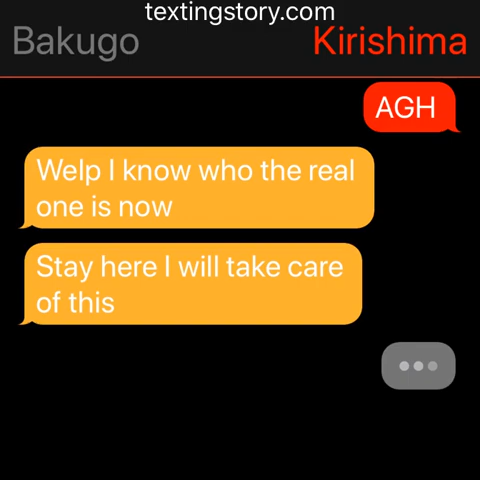 textingstory.com
Bakugo
Kirishima
AGH
Welp I know who the real
one is now
Stay here I will take care
of this